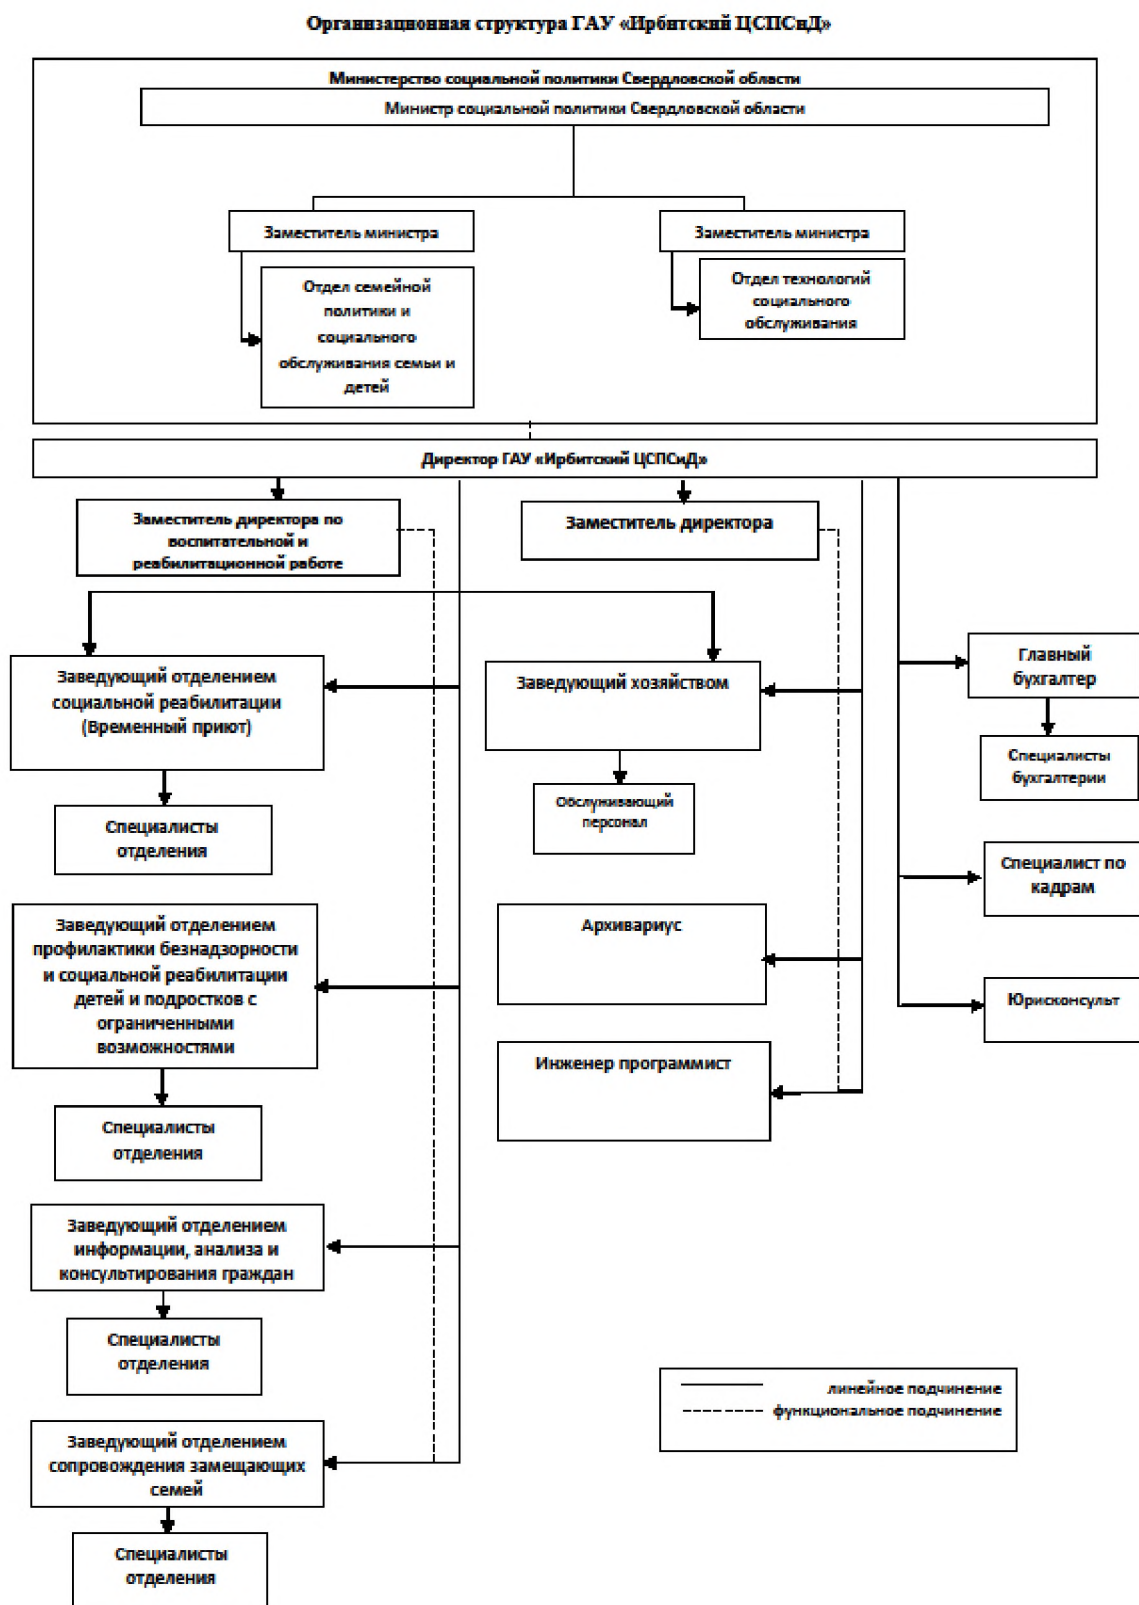 Организационная структура ГАУ «Ирбитский ЦСПСиД»
Министерство социальной политики Свердловской области
Министр социальной политики Свердловской области
Заместитель министра
Заместитель министра
Отдел семейной
политики и
социального
обслуживания семьи и
детей
Отдел технологий
социального
обслуживания
Директор ГАУ «Ирбитский ЦСПСиД»
Заместитель директора по
воспитательной и
реабилитационной работе
Заместитель директора
Заведующий отделением
социальной реабилитации
(Временный приют)
Заведующий хозяйством
Главный
бухгалтер
Специалисты
бухгалтерии
Обслуживающий
персонал
Специалисты
отделения
Специалист по
кадрам
Заведующий отделением
профилактики безнадзорности
и социальной реабилитации
детей и подростков с
ограниченными
возможностями
Архивариус
Юрисконсульт
Инженер программист
Специалисты
отделения
Заведующий отделением
информации, анализа и
консультирования граждан
Специалисты
отделения
линейное подчинение
функциональное подчинение
Заведующий отделением
сопровождения замещающих
семей
Специалисты
отделения